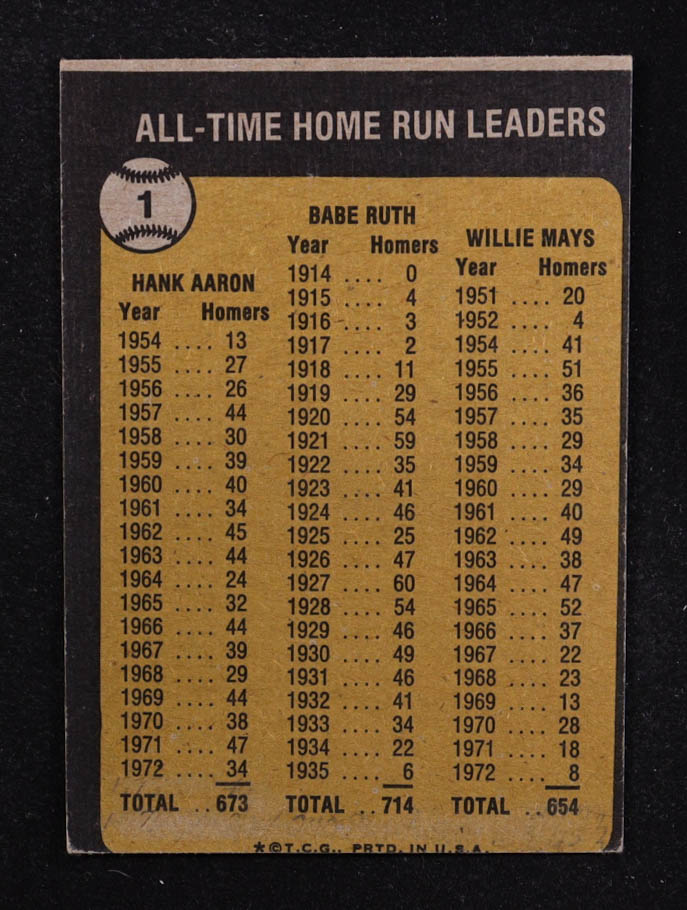 ALL-TIME HOME RUN LEADERS
1
HANK AARON
Year Homers
1954 .... 13
1955 .... 27
1956 .... 26
1957 .... 44
1958 .... 30
1959 .... 39
1960 .... 40
1961 .... 34
1962 .... 45
1963 .... 44
1964 .... 24
1965 .... 32
1966 .... 44
1967 .... 39
1968 .... 29
1969 .... 44
1970 .... 38
1971 .... 47
1972 .... 34
TOTAL .. 673
BABE RUTH
Year Homers
1914 .... 0
1915 .... 4
1916 .... 3
1917 .... 2
1918 .... 11
1919 .... 29
1920 .... 54
1921 .... 59
1922 .... 35
1923 .... 41
1924 .... 46
1925 .... 25
1926 .... 47
1927 .... 60
1928 .... 54
1929 .... 46
1930 .... 49
1931 .... 46
1932 .... 41
1933 .... 34
1934 .... 22
1935 .... 6
TOTAL .. 714
WILLIE MAYS
Year Homers
1951 .... 20
1952 .... 4
1954 .... 41
1955 .... 51
1956 .... 36
1957 .... 35
1958 .... 29
1959 .... 34
1960 .... 29
1961 .... 40
1962 .... 49
1963 .... 38
1964 .... 47
1965 .... 52
1966 .... 37
1967 .... 22
1968 .... 23
1969 .... 13
1970 .... 28
1971 .... 18
1972 .... 8
TOTAL .. 654
*©T.C.G., PRTD. IN U.S.A.